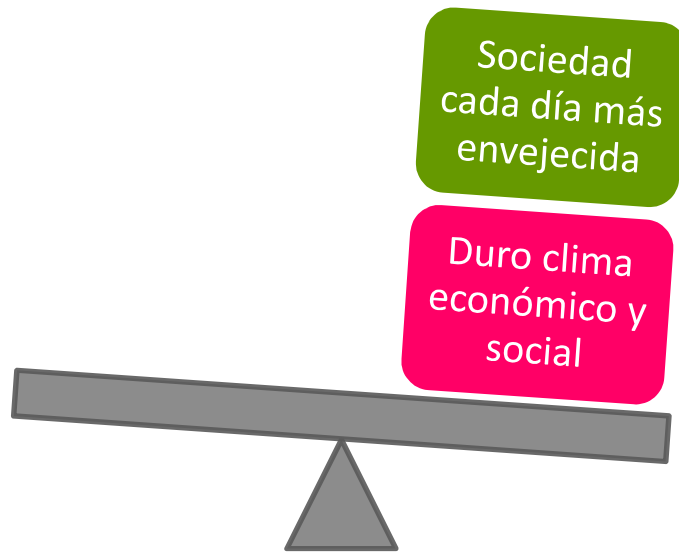 Sociedad
cada día más
envejecida
Duro clima
económico y
social